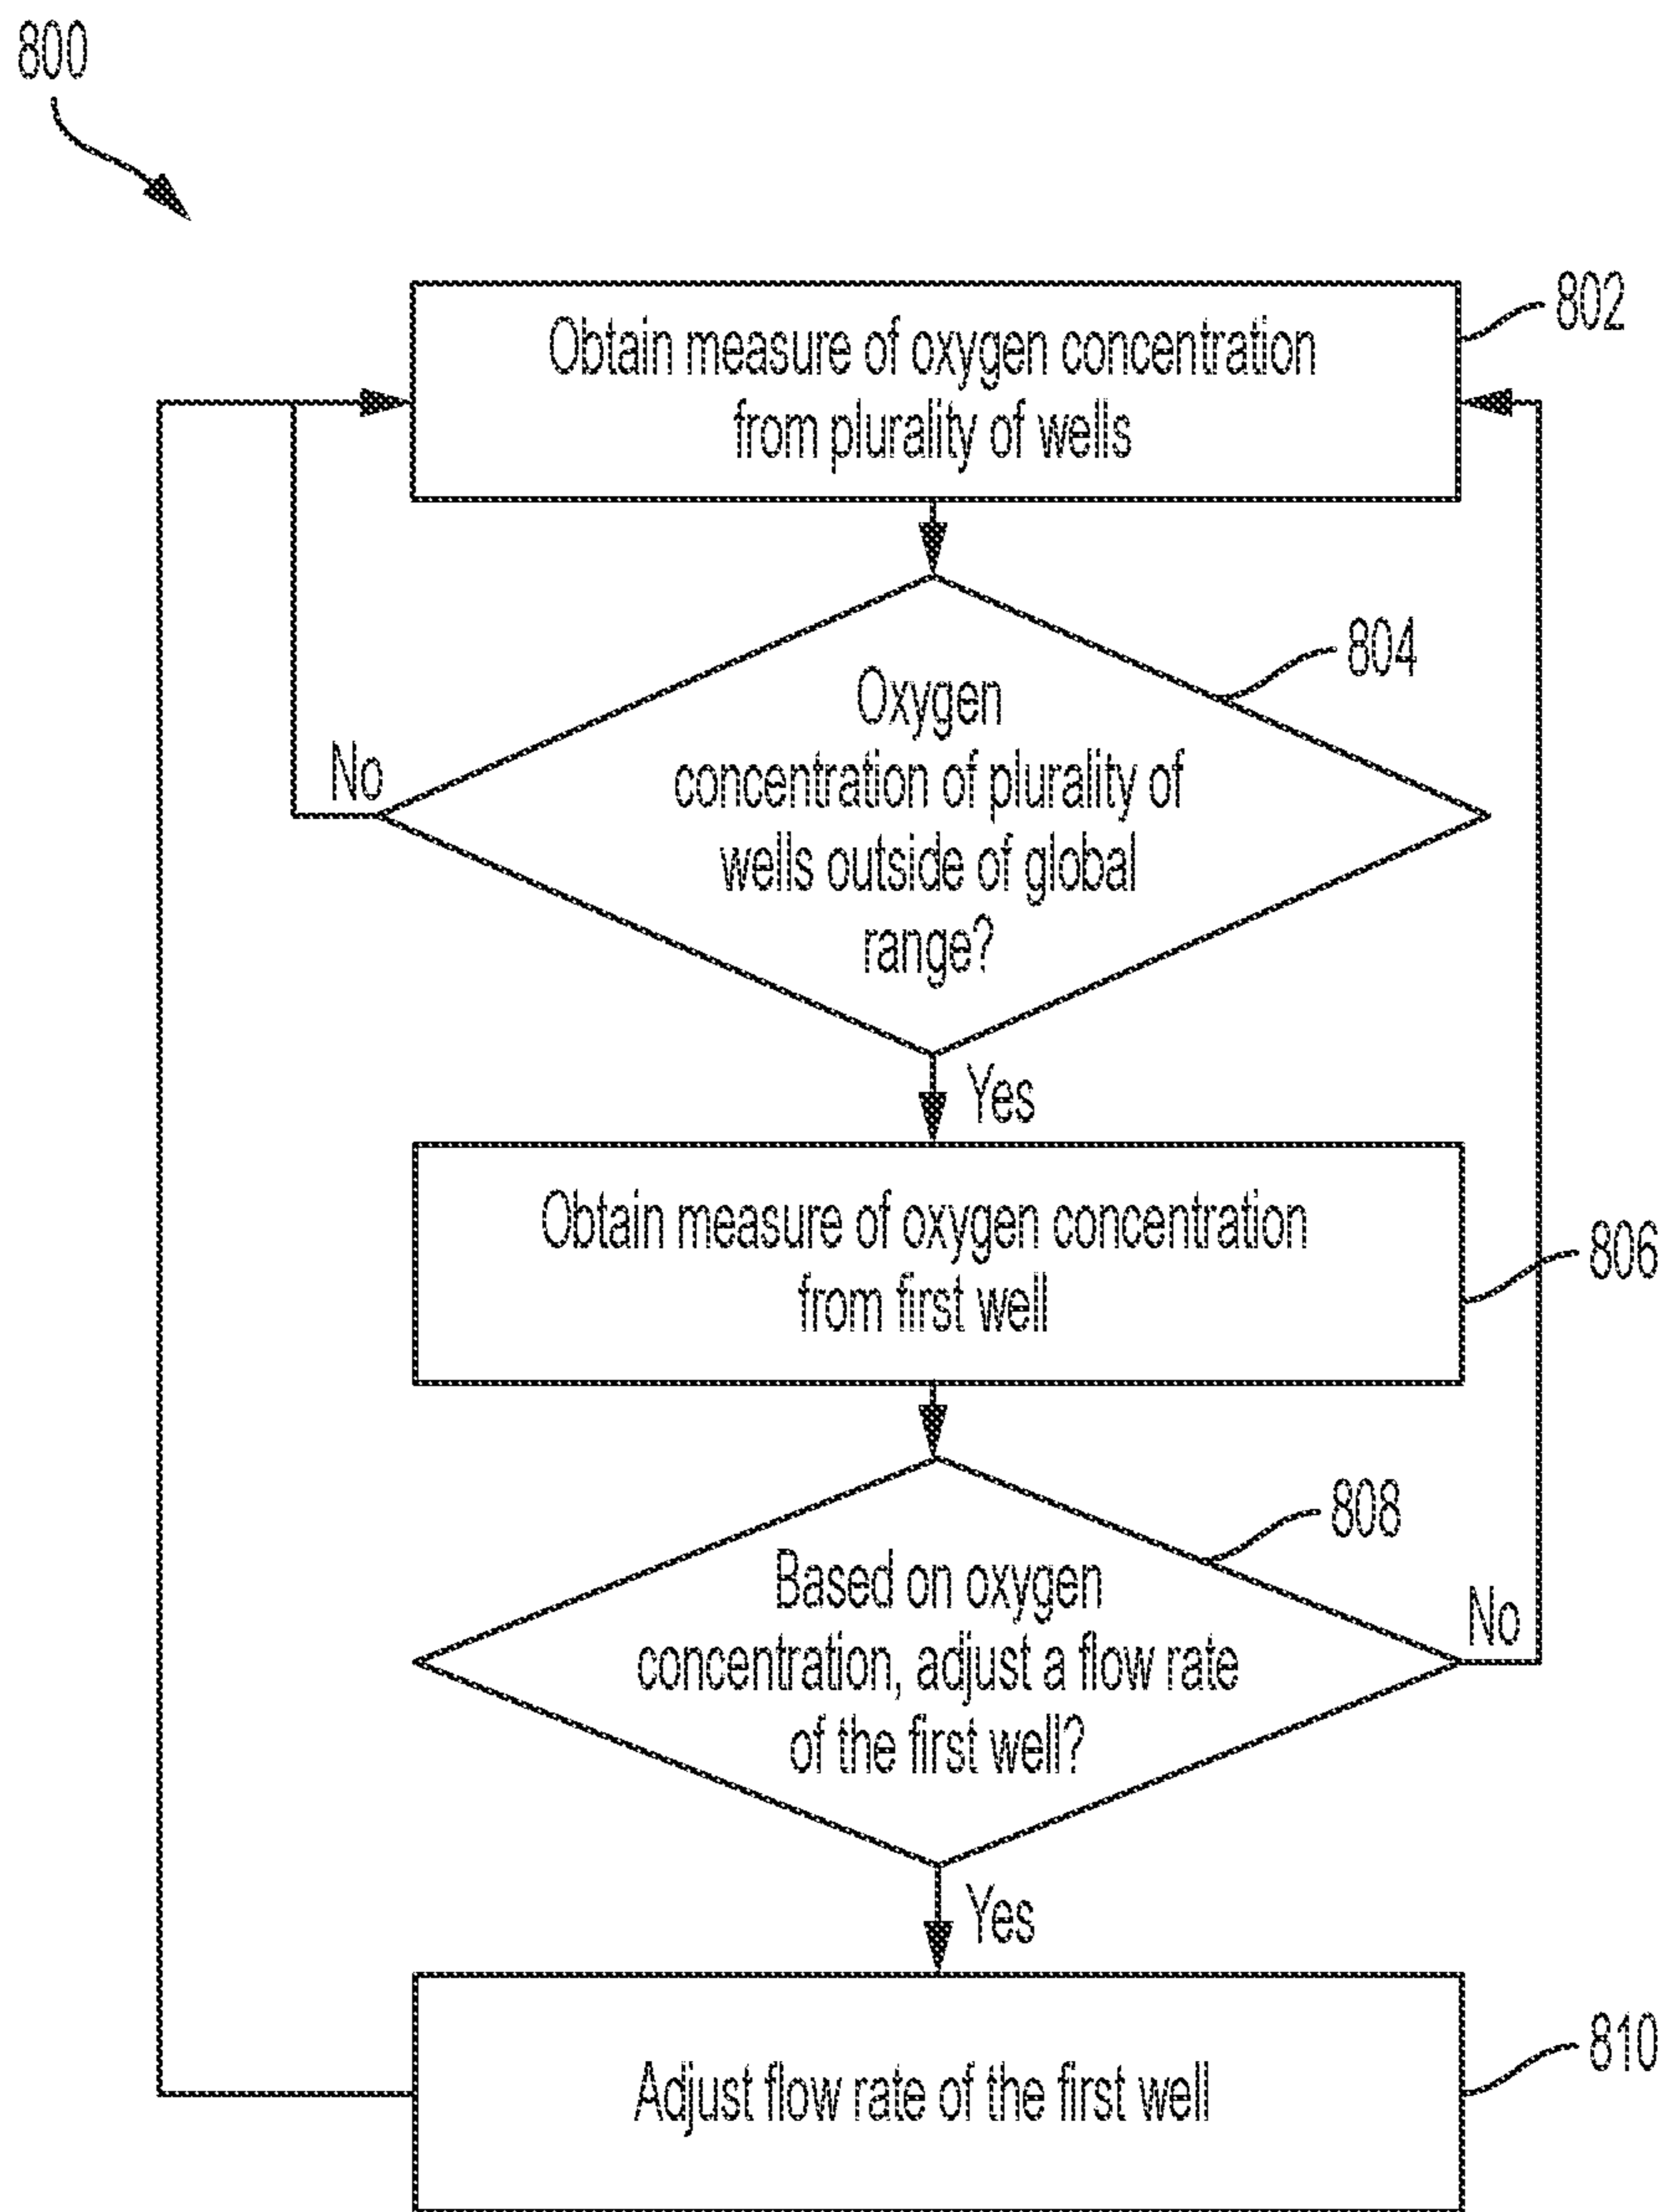 800
Obtain measure of oxygen concentration
from plurality of wells
802
804
Oxygen
concentration of plurality of
wells outside of global
range?
No
Yes
Obtain measure of oxygen concentration
from first well
806
808
Based on oxygen
concentration, adjust a flow rate
of the first well?
No
Yes
Adjust flow rate of the first well
810